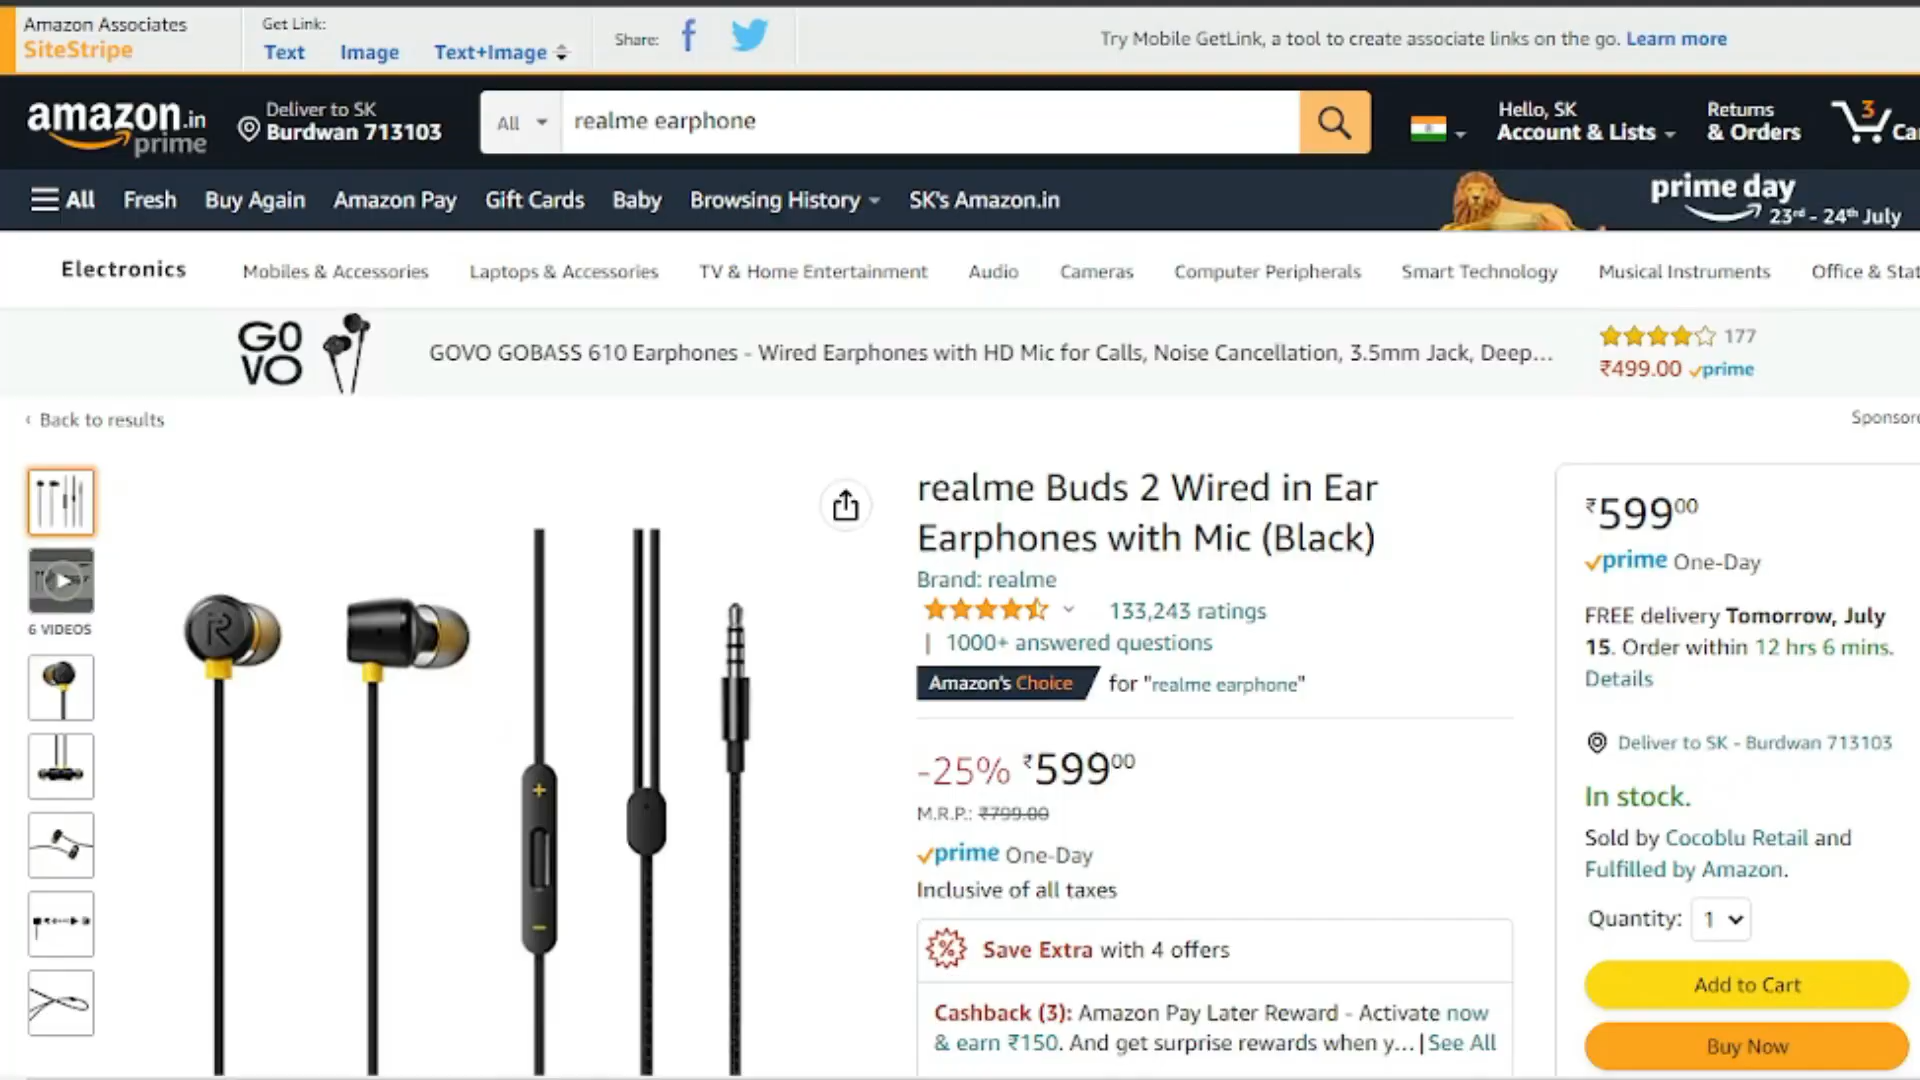 Amazon Associates
SiteStripe
Get Link:
Text Image Text+Image
Share:
Try Mobile GetLink, a tool to create associate links on the go. Learn more
amazon.in
prime
Deliver to SK
Burdwan 713103
All
realme earphone
Hello, SK
Account & Lists
Returns
& Orders
3
All Fresh Buy Again Amazon Pay Gift Cards Baby Browsing History SK's Amazon.in
prime day
23rd - 24th July
Electronics Mobiles & Accessories Laptops & Accessories TV & Home Entertainment Audio Cameras Computer Peripherals Smart Technology Musical Instruments Office & Stat
GO
VO
GOVO GOBASS 610 Earphones - Wired Earphones with HD Mic for Calls, Noise Cancellation, 3.5mm Jack, Deep...
177
₹499.00 prime
‹ Back to results
Sponsore
6 VIDEOS
realme Buds 2 Wired in Ear
Earphones with Mic (Black)
Brand: realme
133,243 ratings
| 1000+ answered questions
Amazon's Choice for "realme earphone"
-25% ₹599 00
M.R.P.: ₹799.00
prime One-Day
Inclusive of all taxes
% Save Extra with 4 offers
Cashback (3): Amazon Pay Later Reward - Activate now
& earn ₹150. And get surprise rewards when y... | See All
₹599 00
prime One-Day
FREE delivery Tomorrow, July
15. Order within 12 hrs 6 mins.
Details
Deliver to SK - Burdwan 713103
In stock.
Sold by Cocoblu Retail and
Fulfilled by Amazon.
Quantity: 1
Add to Cart
Buy Now